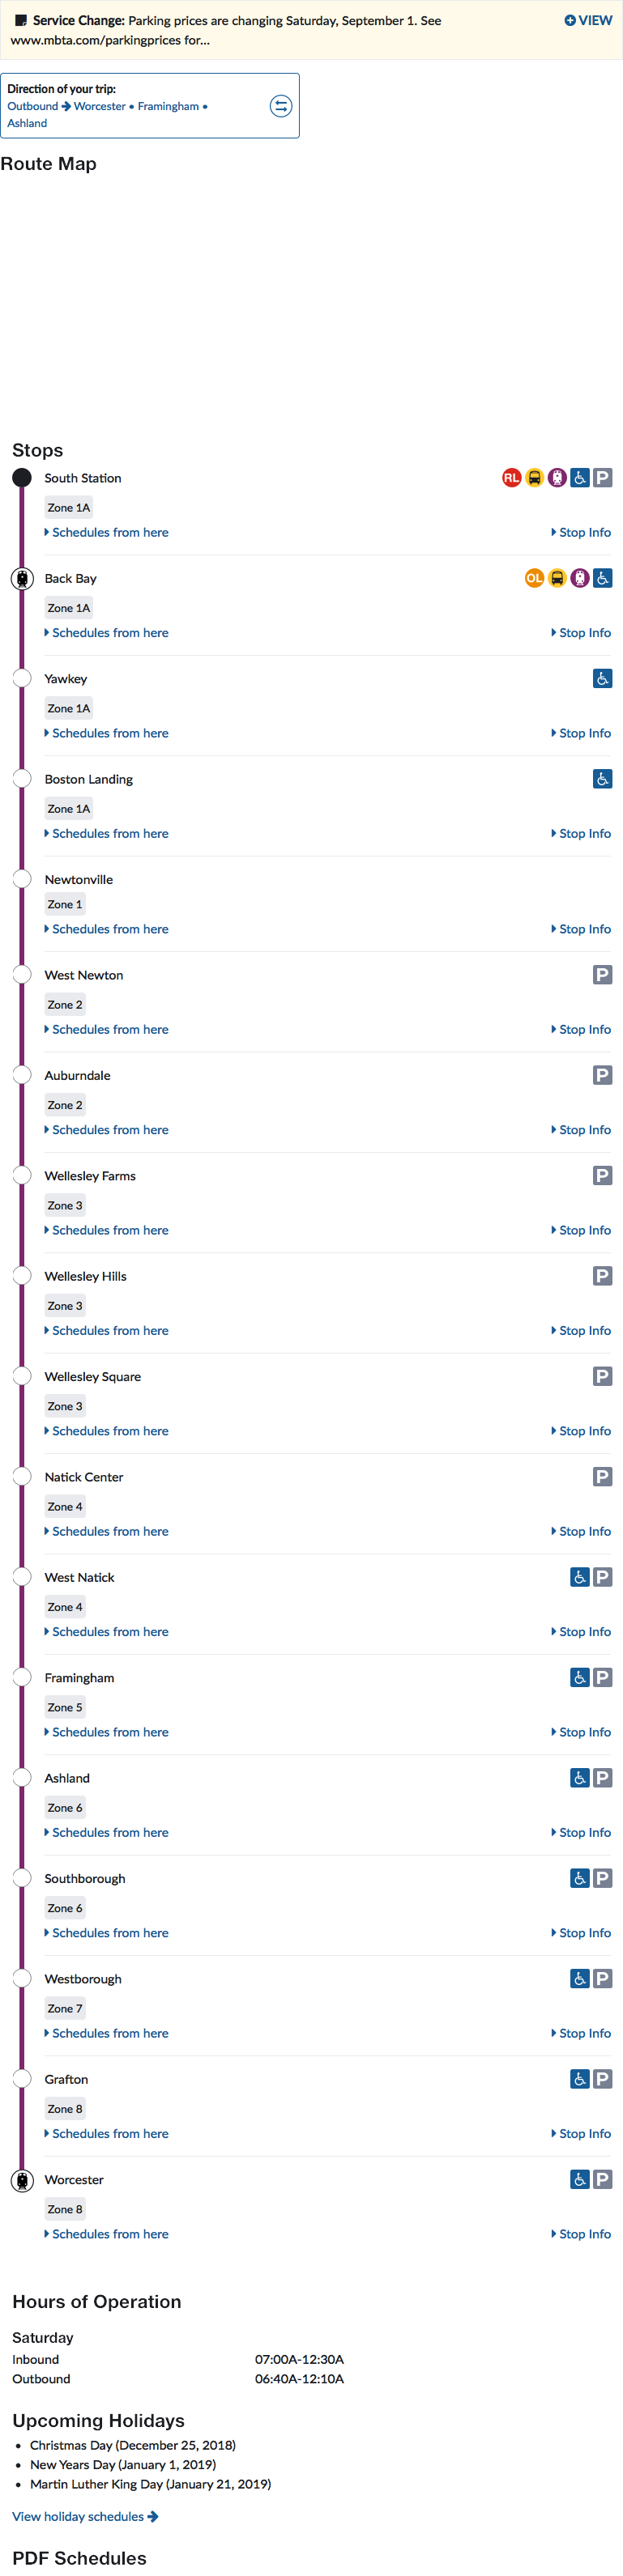 Service Change: Parking prices are changing Saturday, September 1. See
www.mbta.com/parkingprices for...
VIEW
Direction of your trip:
Outbound → Worcester • Framingham •
Ashland
Route Map
Stops
South Station
RL
P
Zone 1A
Schedules from here
Stop Info
Back Bay
OL
Zone 1A
Schedules from here
Stop Info
Yawkey
Zone 1A
Schedules from here
Stop Info
Boston Landing
Zone 1A
Schedules from here
Stop Info
Newtonville
Zone 1
Schedules from here
Stop Info
West Newton
P
Zone 2
Schedules from here
Stop Info
Auburndale
P
Zone 2
Schedules from here
Stop Info
Wellesley Farms
P
Zone 3
Schedules from here
Stop Info
Wellesley Hills
P
Zone 3
Schedules from here
Stop Info
Wellesley Square
P
Zone 3
Schedules from here
Stop Info
Natick Center
P
Zone 4
Schedules from here
Stop Info
West Natick
P
Zone 4
Schedules from here
Stop Info
Framingham
P
Zone 5
Schedules from here
Stop Info
Ashland
P
Zone 6
Schedules from here
Stop Info
Southborough
P
Zone 6
Schedules from here
Stop Info
Westborough
P
Zone 7
Schedules from here
Stop Info
Grafton
P
Zone 8
Schedules from here
Stop Info
Worcester
P
Zone 8
Schedules from here
Stop Info
Hours of Operation
Saturday
Inbound 07:00A-12:30A
Outbound 06:40A-12:10A
Upcoming Holidays
• Christmas Day (December 25, 2018)
• New Years Day (January 1, 2019)
• Martin Luther King Day (January 21, 2019)
View holiday schedules →
PDF Schedules